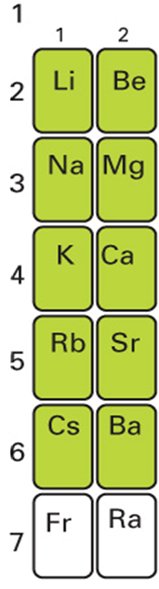 1
1 2
2 Li Be
3 Na Mg
4 K Ca
5 Rb Sr
6 Cs Ba
7 Fr Ra